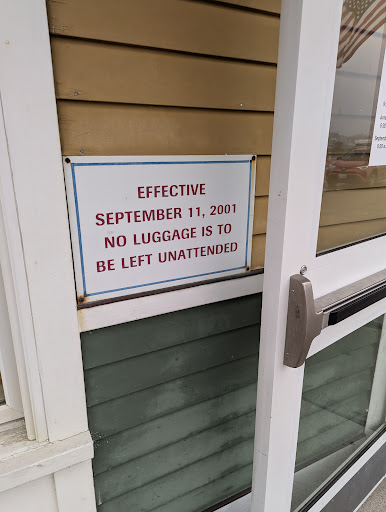 EFFECTIVE
SEPTEMBER 11, 2001
NO LUGGAGE IS TO
BE LEFT UNATTENDED